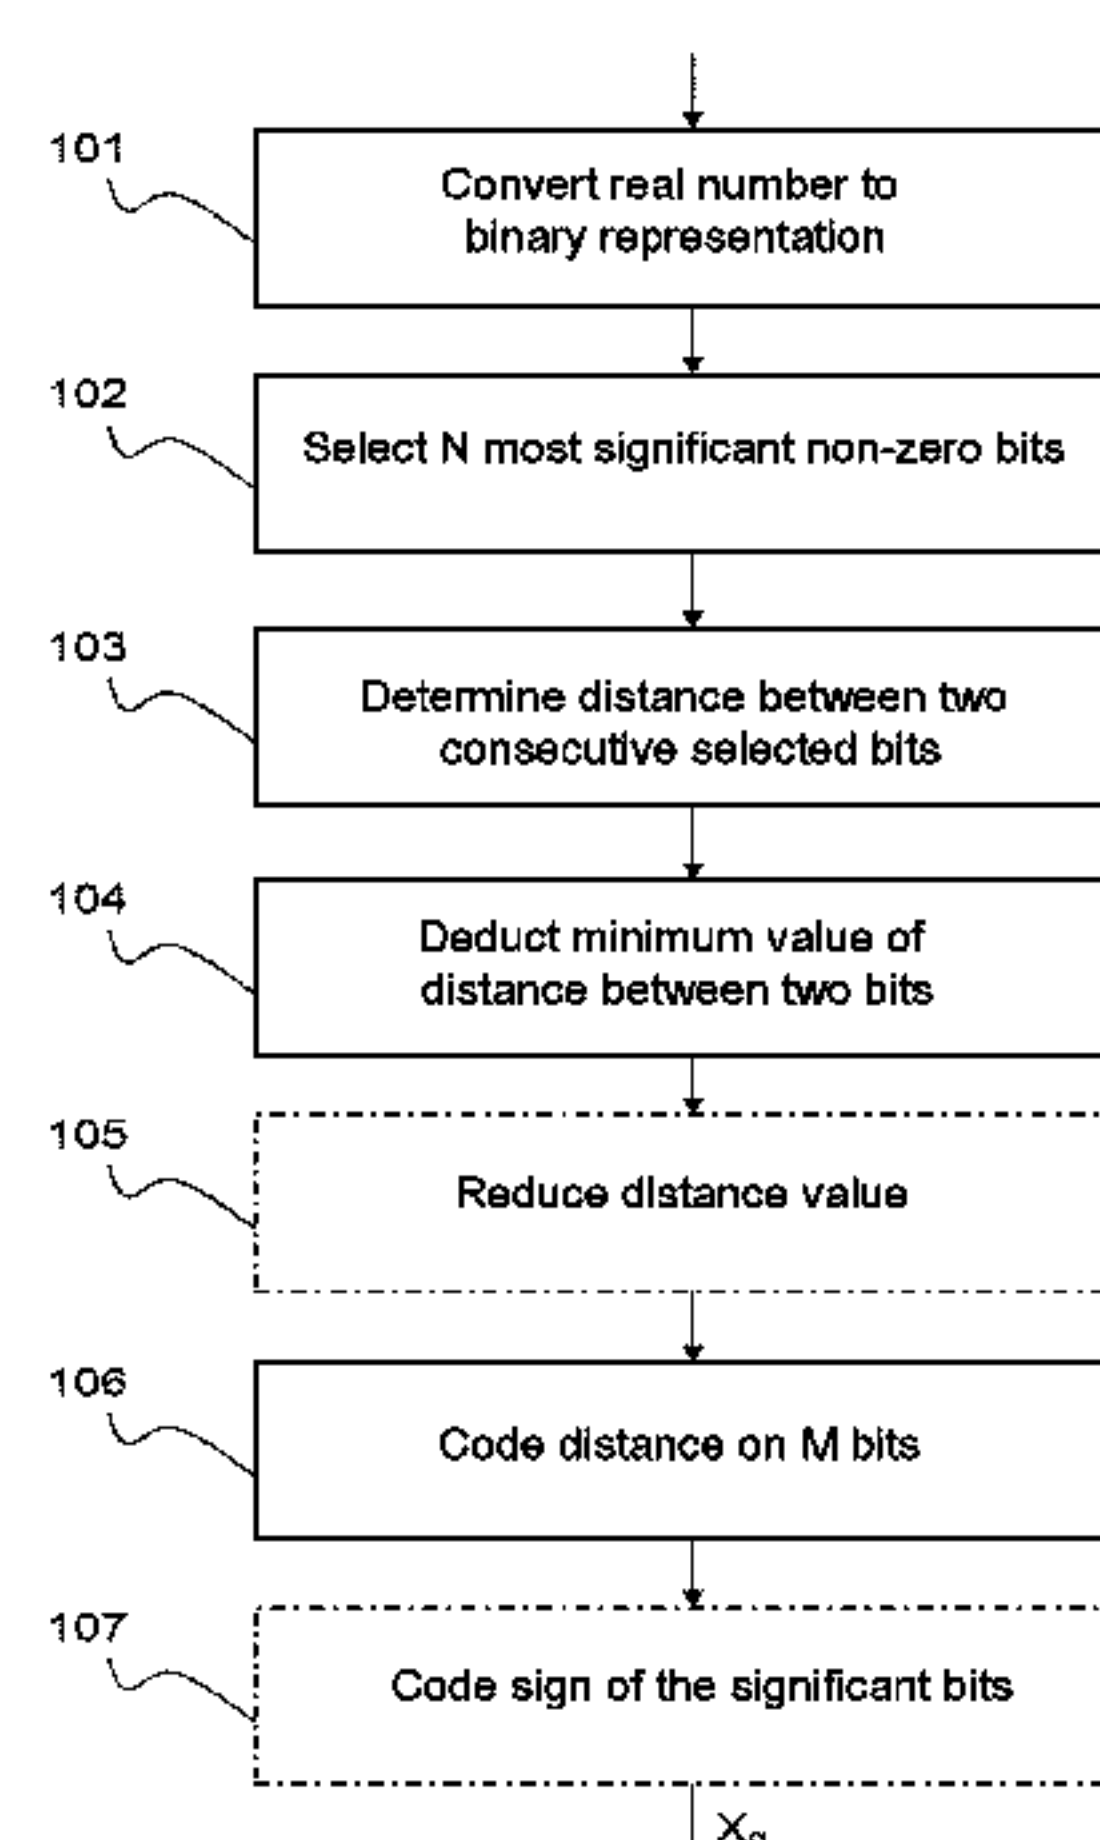 101
Convert real number to
binary representation
102
Select N most significant non-zero bits
103
Determine distance between two
consecutive selected bits
104
Deduct minimum value of
distance between two bits
105
Reduce distance value
106
Code distance on M bits
107
Code sign of the significant bits